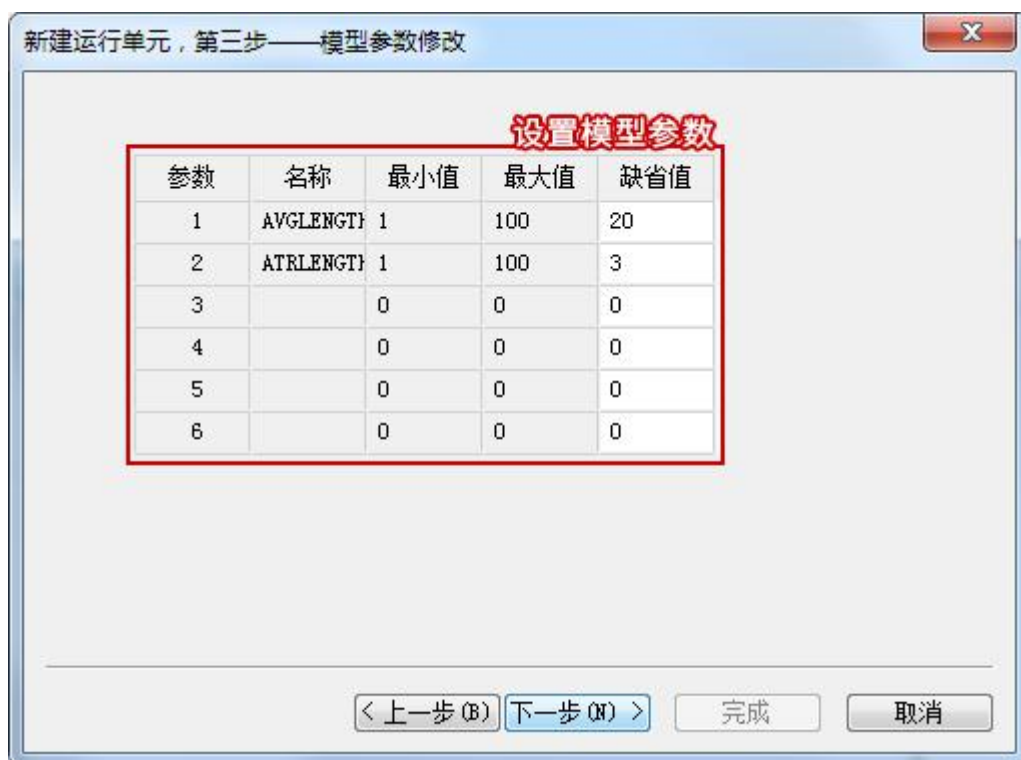 新建运行单元，第三步——模型参数修改
设置模型参数
参数 名称 最小值 最大值 缺省值
1 AVGLENGTH 1 100 20
2 ATRLENGTH 1 100 3
3 0 0 0
4 0 0 0
5 0 0 0
6 0 0 0
<上一步(B) 下一步(N)> 完成 取消